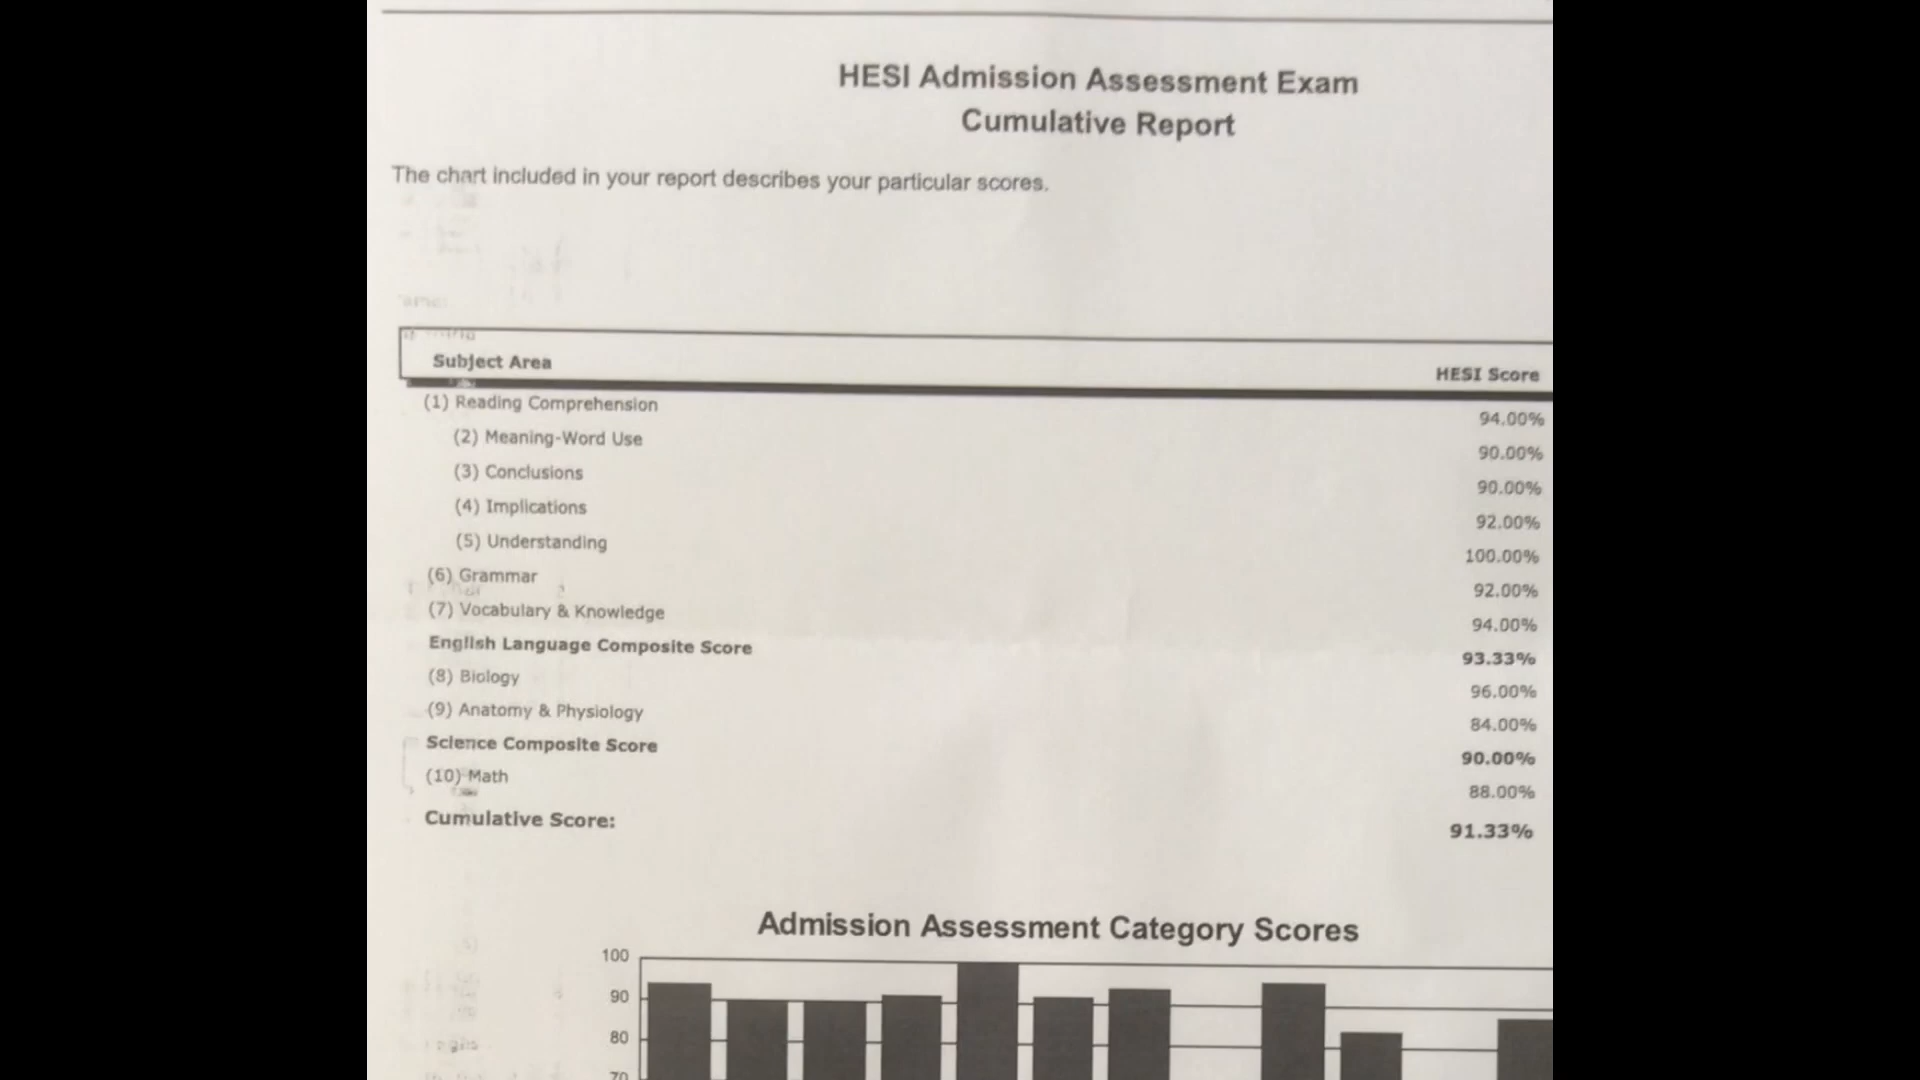 HESI Admission Assessment Exam
Cumulative Report
The chart included in your report describes your particular scores.
Subject Area HESI Score
(1) Reading Comprehension 94.00%
(2) Meaning-Word Use 90.00%
(3) Conclusions 90.00%
(4) Implications 92.00%
(5) Understanding 100.00%
(6) Grammar 92.00%
(7) Vocabulary & Knowledge 94.00%
English Language Composite Score 93.33%
(8) Biology 96.00%
(9) Anatomy & Physiology 84.00%
Science Composite Score 90.00%
(10) Math 88.00%
Cumulative Score: 91.33%
Admission Assessment Category Scores
100
90
80
70